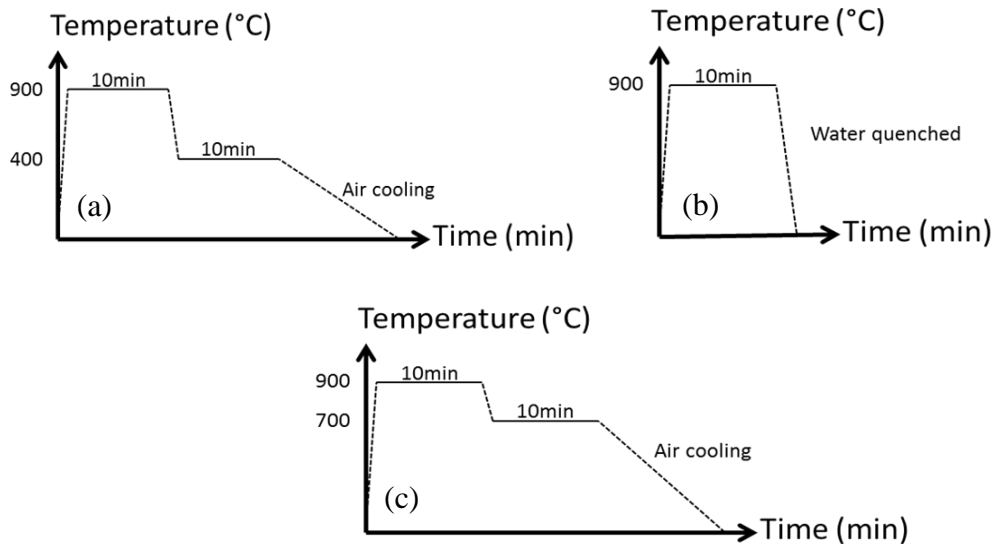 Temperature (°C)
900
10min
400
10min
Air cooling
(a)
Time (min)
Temperature (°C)
900
10min
Water quenched
(b)
Time (min)
Temperature (°C)
900
10min
700
10min
Air cooling
(c)
Time (min)